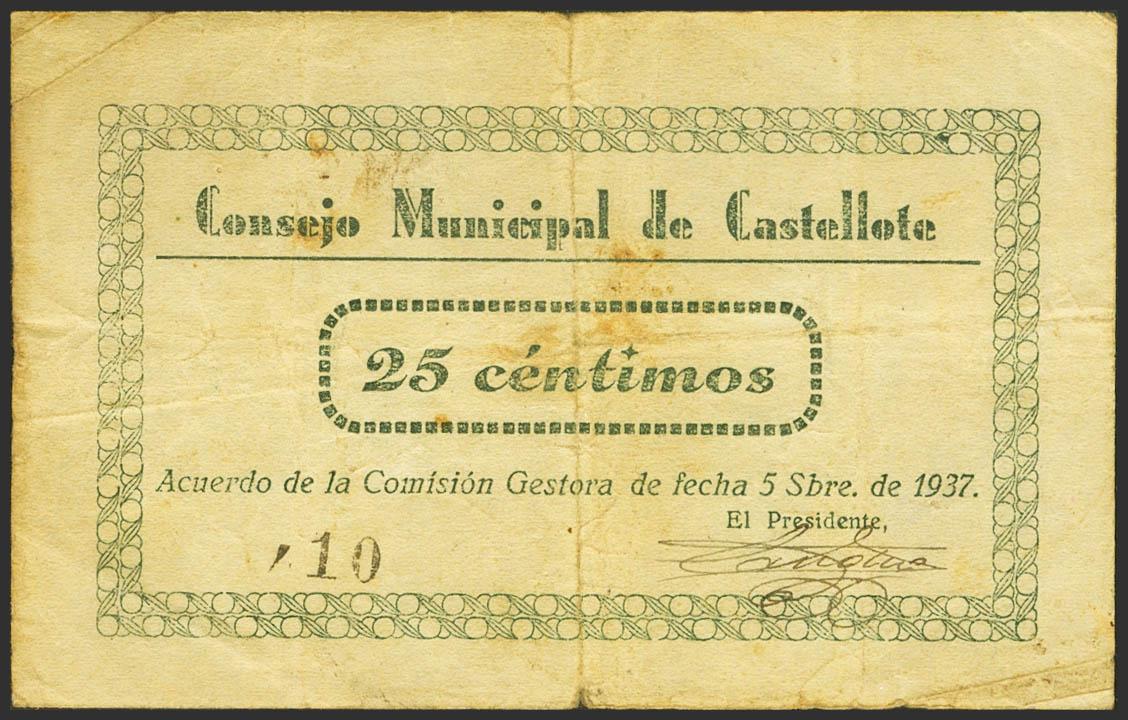 Consejo Municipal de Castellote
25 céntimos
Acuerdo de la Comisión Gestora de fecha 5 Sbre. de 1937.
El Presidente,
10